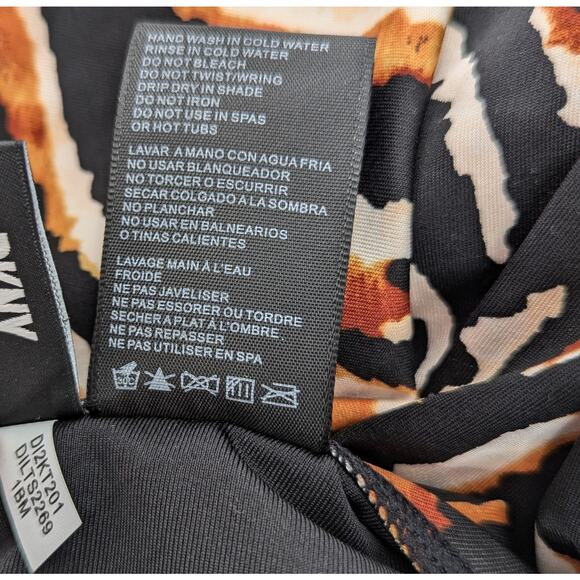 HAND WASH IN COLD WATER
RINSE IN COLD WATER
DO NOT BLEACH
DO NOT TWIST/WRING
DRIP DRY IN SHADE
DO NOT IRON
DO NOT USE IN SPAS
OR HOT TUBS
LAVAR A MANO CON AGUA FRIA
NO USAR BLANQUEADOR
NO TORCER O ESCURRIR
SECAR COLGADO A LA SOMBRA
NO PLANCHAR
NO USAR EN BALNEARIOS
O TINAS CALIENTES
LAVAGE MAIN À L'EAU
FROIDE
NE PAS JAVELISER
NE PAS ESSORER OU TORDRE
SECHER A PLAT À L'OMBRE
NE PAS REPASSER
NE PAS UTILISER EN SPA
30C
DKNY
DI2KT201
DILTS2269
1BM